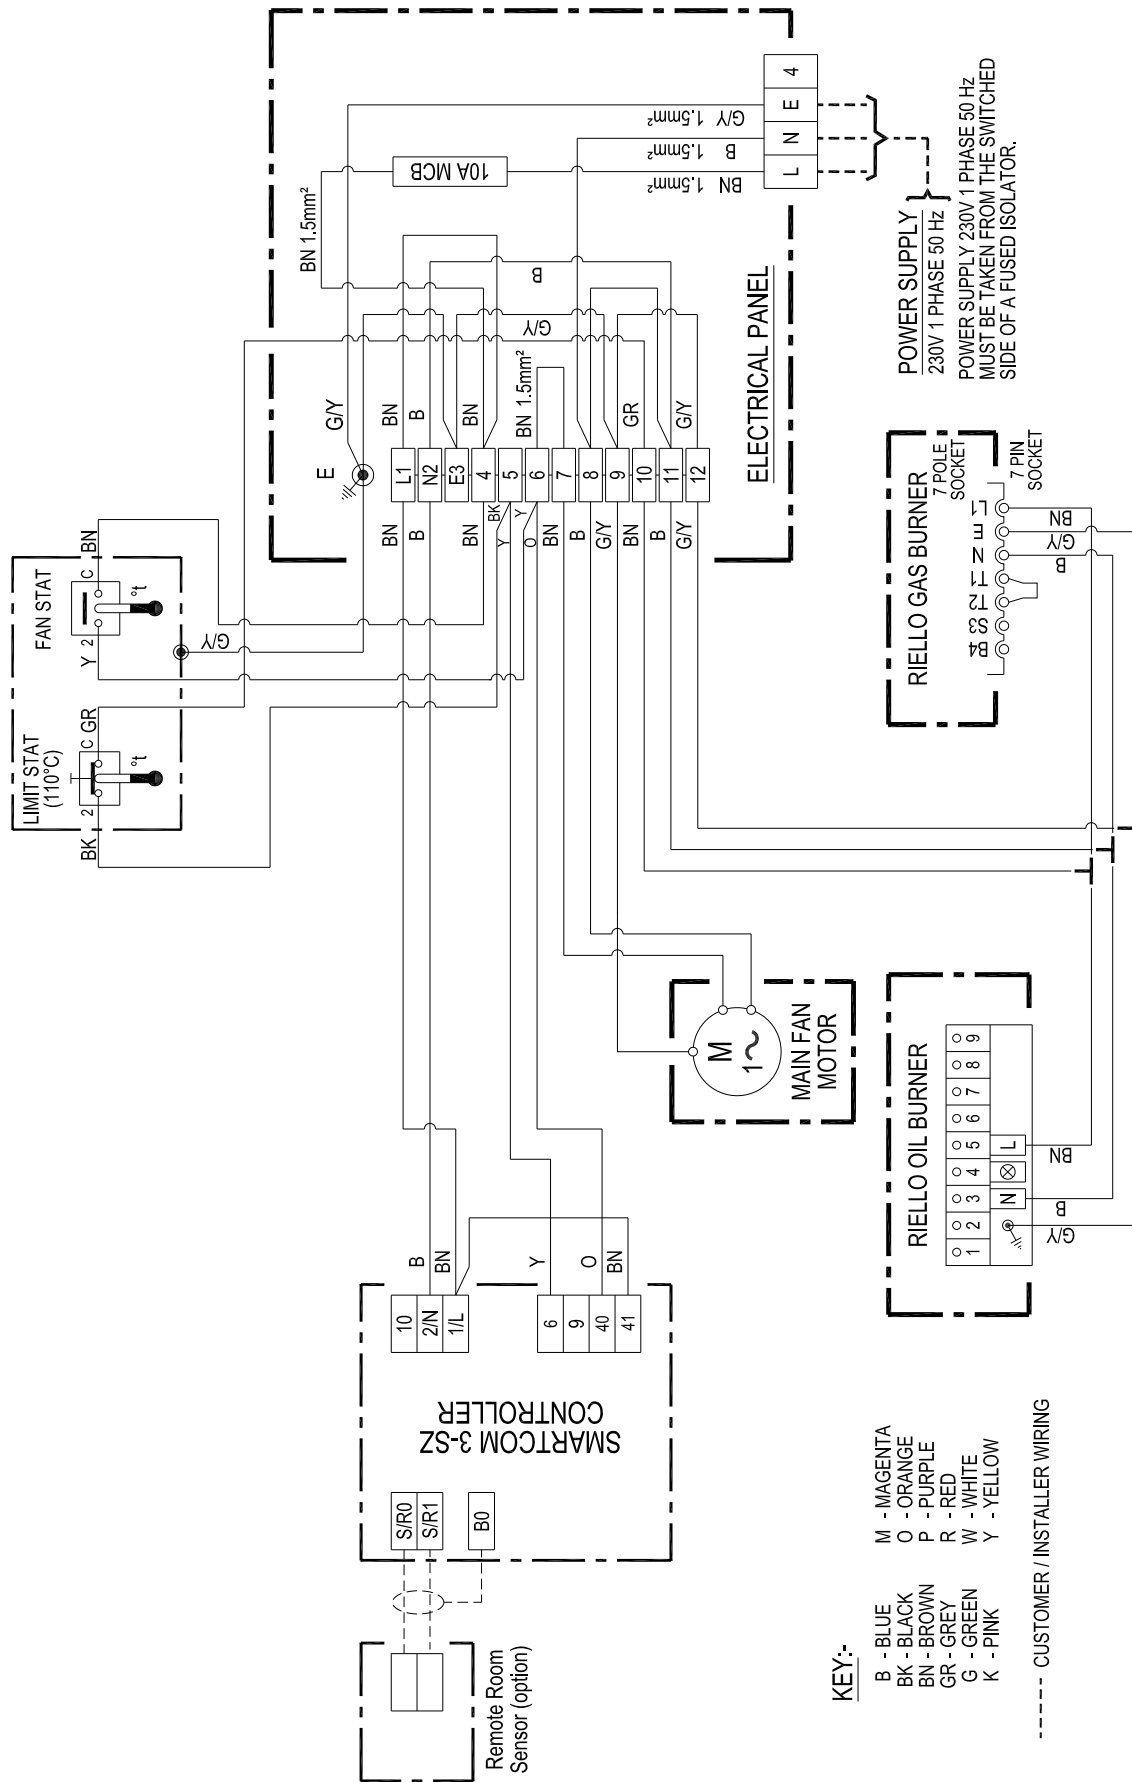 LIMIT STAT
(110°C)
FAN STAT
BK
2
C
GR
Y
2
C
BN
°t
°t
G/Y
E
G/Y
BN 1.5mm²
10A MCB
BN 1.5mm²
B 1.5mm²
G/Y 1.5mm²
L
N
E
4
B
G/Y
BN 1.5mm²
BN
B
BN
GR
G/Y
L1
N2
E3
4
5
6
7
8
9
10
11
12
BN
B
BN
BK
Y
Y
O
BN
B
G/Y
BN
B
G/Y
ELECTRICAL PANEL
POWER SUPPLY
230V 1 PHASE 50 Hz
POWER SUPPLY 230V 1 PHASE 50 Hz
MUST BE TAKEN FROM THE SWITCHED
SIDE OF A FUSED ISOLATOR.
RIELLO GAS BURNER
7 POLE
SOCKET
7 PIN
SOCKET
B4
S3
T2
T1
N
E
L1
B
G/Y
BN
M
1~
MAIN FAN
MOTOR
RIELLO OIL BURNER
1
2
3
4
5
6
7
8
9
N
L
G/Y
B
BN
B
BN
Y
O
BN
10
2/N
1/L
6
9
40
41
SMARTCOM 3-SZ
CONTROLLER
S/R0
S/R1
B0
Remote Room
Sensor (option)
KEY:-
B - BLUE
BK - BLACK
BN - BROWN
GR - GREY
G - GREEN
K - PINK
M - MAGENTA
O - ORANGE
P - PURPLE
R - RED
W - WHITE
Y - YELLOW
CUSTOMER / INSTALLER WIRING